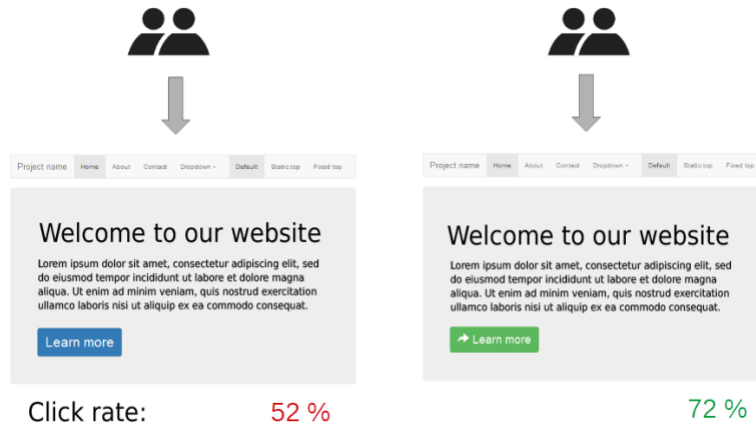 Project name Home About Contact Dropdown Default Static top Fixed top
Welcome to our website
Lorem ipsum dolor sit amet, consectetur adipiscing elit, sed
do eiusmod tempor incididunt ut labore et dolore magna
aliqua. Ut enim ad minim veniam, quis nostrud exercitation
ullamco laboris nisi ut aliquip ex ea commodo consequat.
Learn more
Click rate: 52 %
Project name Home About Contact Dropdown Default Static top Fixed top
Welcome to our website
Lorem ipsum dolor sit amet, consectetur adipiscing elit, sed
do eiusmod tempor incididunt ut labore et dolore magna
aliqua. Ut enim ad minim veniam, quis nostrud exercitation
ullamco laboris nisi ut aliquip ex ea commodo consequat.
Learn more
72 %